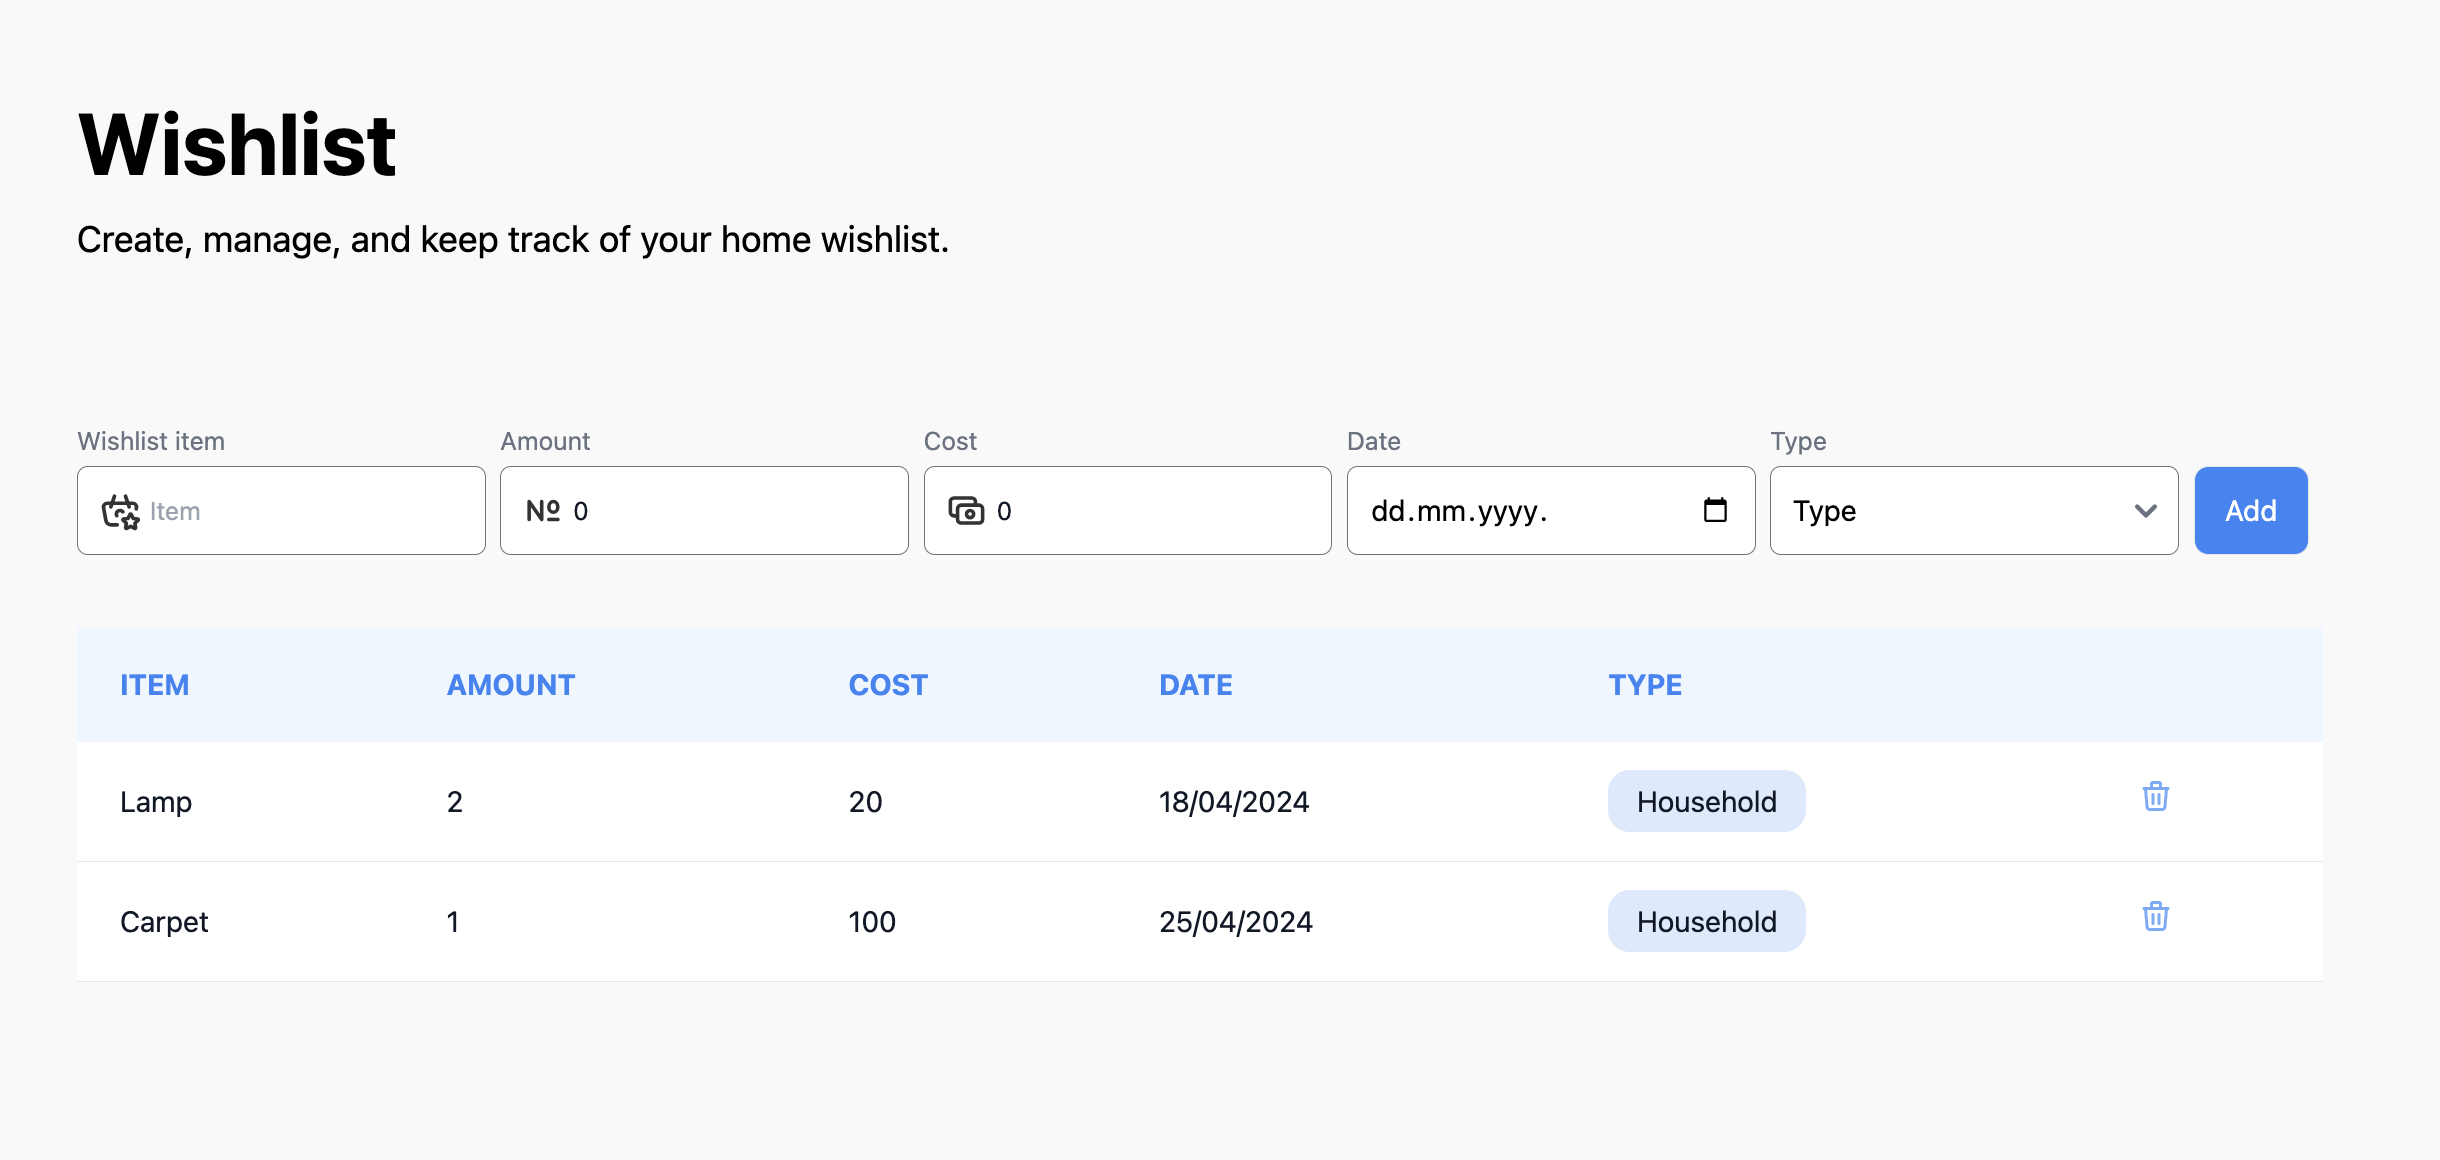 Wishlist
Create, manage, and keep track of your home wishlist.
Wishlist item Amount Cost Date Type
Item Nº 0 0 dd.mm.yyyy. Type Add
ITEM AMOUNT COST DATE TYPE
Lamp 2 20 18/04/2024 Household
Carpet 1 100 25/04/2024 Household